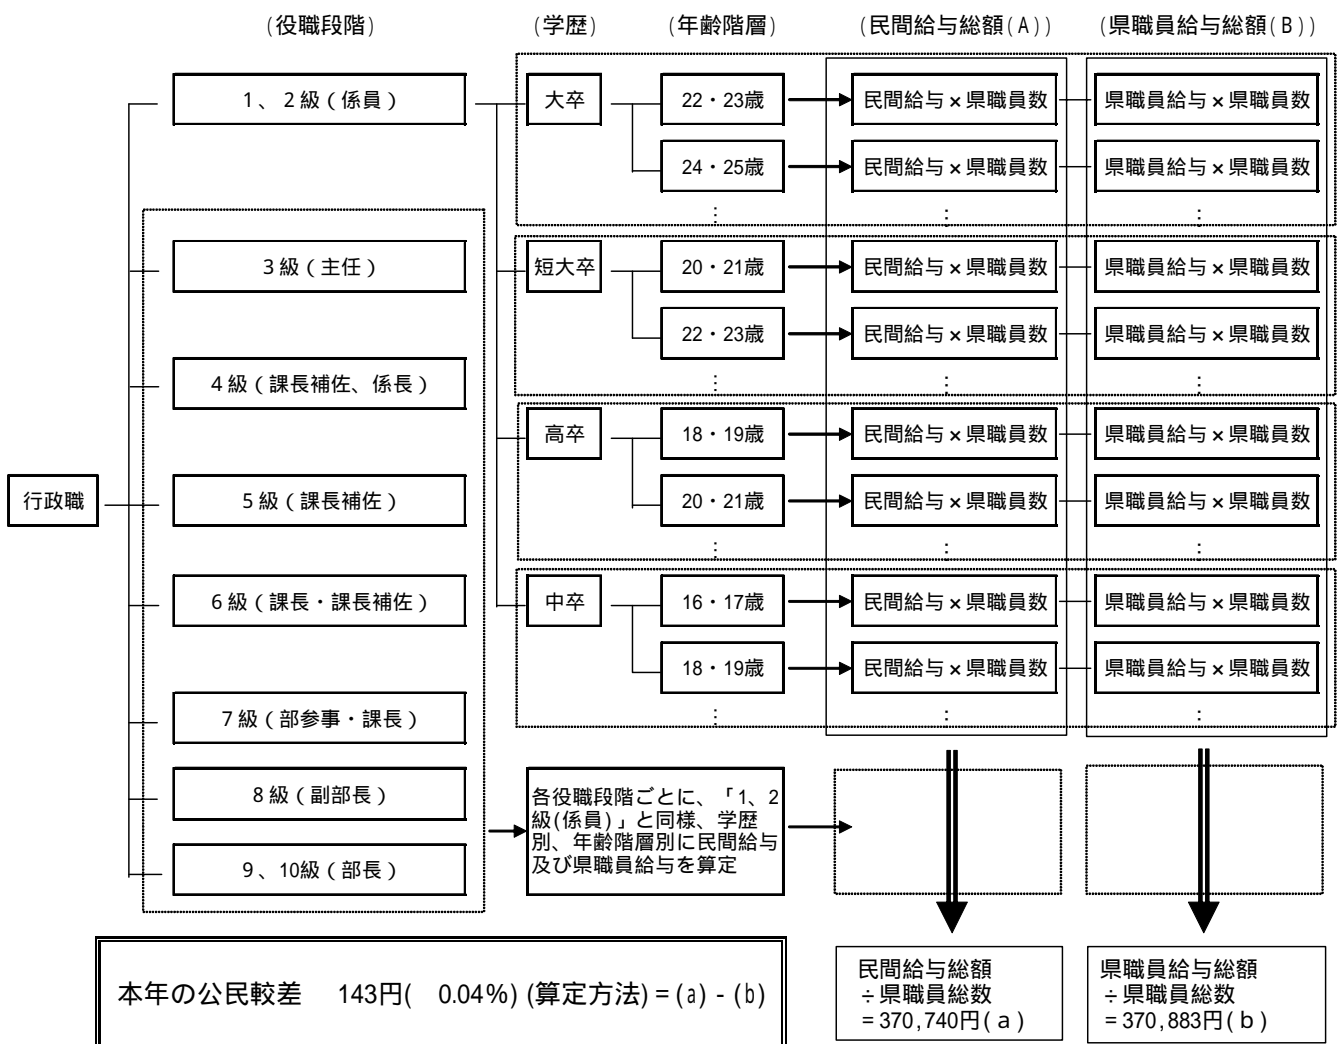 (役職段階) (学歴) (年齢階層) (民間給与総額(A)) (県職員給与総額(B))
1、2級(係員) 大卒 22・23歳 民間給与×県職員数 県職員給与×県職員数
24・25歳 民間給与×県職員数 県職員給与×県職員数
⋮ ⋮ ⋮
3級(主任) 短大卒 20・21歳 民間給与×県職員数 県職員給与×県職員数
22・23歳 民間給与×県職員数 県職員給与×県職員数
4級(課長補佐、係長) ⋮ ⋮ ⋮
高卒 18・19歳 民間給与×県職員数 県職員給与×県職員数
行政職 5級(課長補佐) 20・21歳 民間給与×県職員数 県職員給与×県職員数
⋮ ⋮ ⋮
6級(課長・課長補佐) 中卒 16・17歳 民間給与×県職員数 県職員給与×県職員数
18・19歳 民間給与×県職員数 県職員給与×県職員数
7級(部参事・課長) ⋮ ⋮ ⋮
8級(副部長)
9、10級(部長)
各役職段階ごとに、「1、2
級(係員)」と同様、学歴
別、年齢階層別に民間給与
及び県職員給与を算定
本年の公民較差 143円( 0.04%) (算定方法) = (a) - (b)
民間給与総額
÷県職員総数
= 370,740円(a)
県職員給与総額
÷県職員総数
= 370,883円(b)